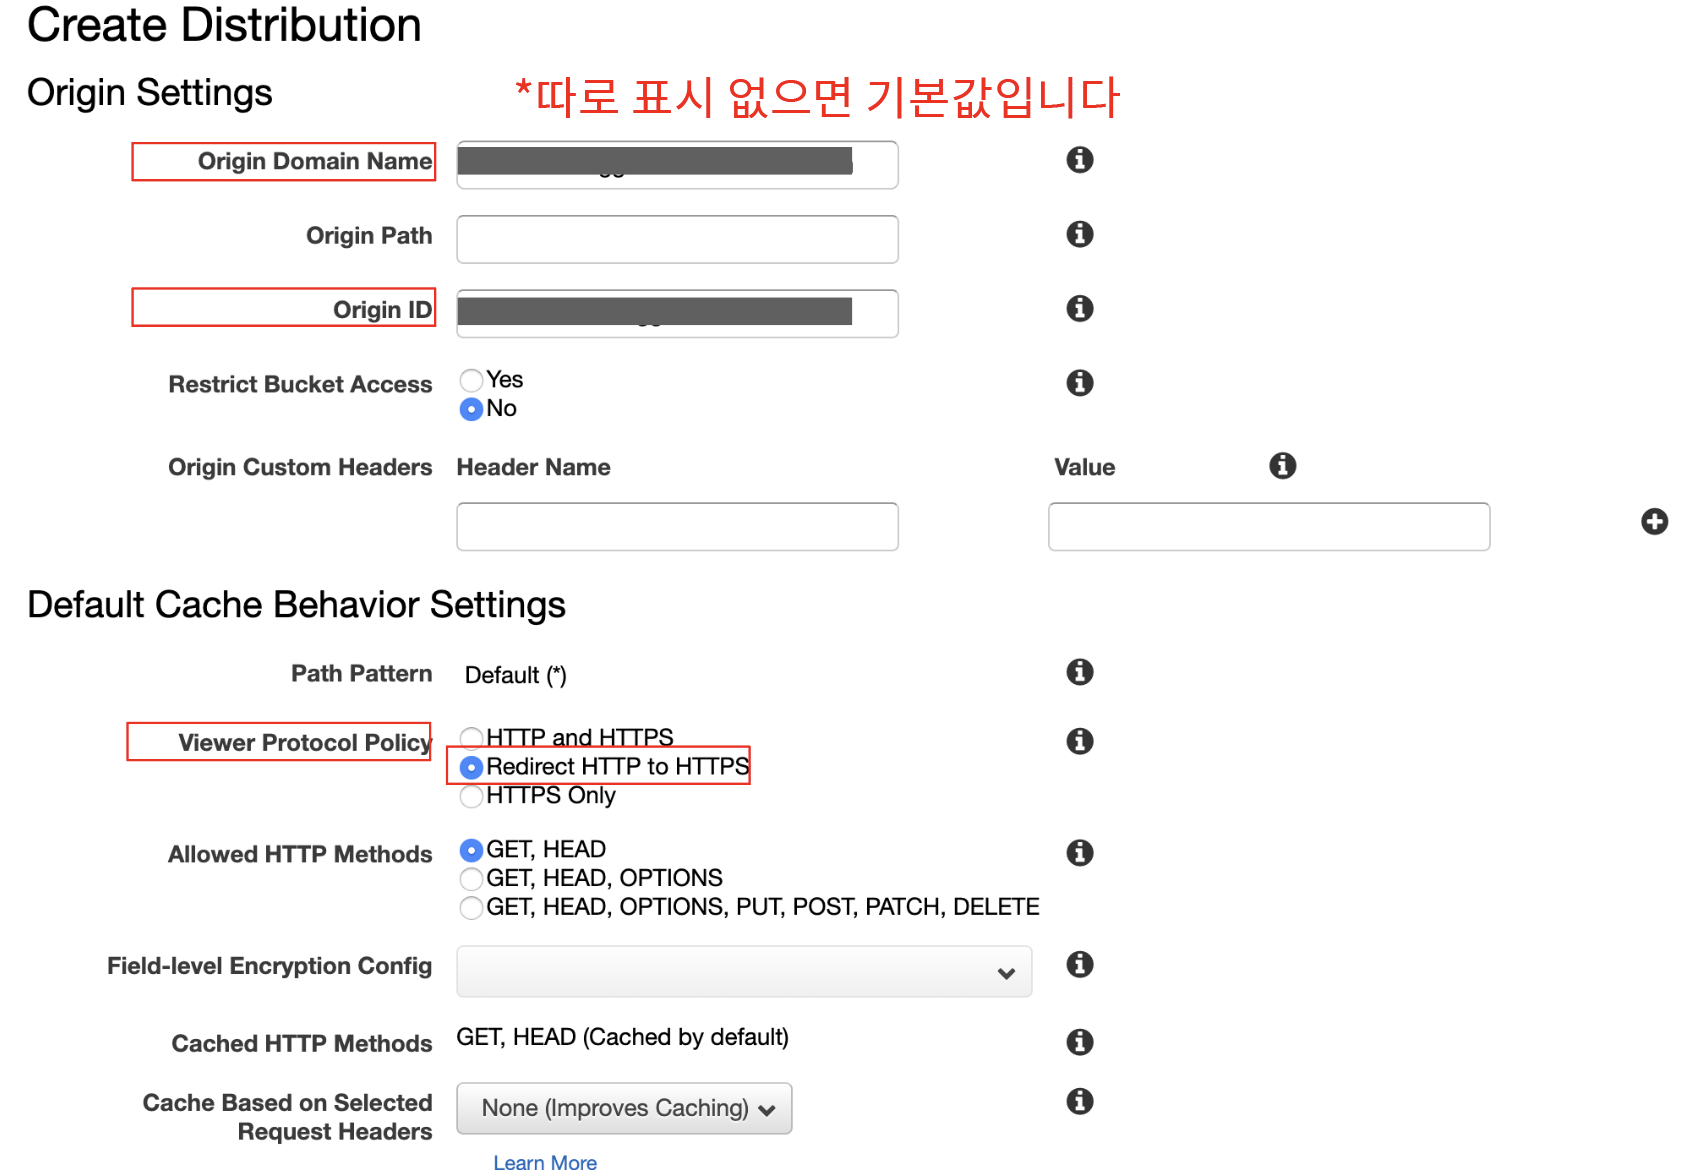 Create Distribution
Origin Settings
*따로 표시 없으면 기본값입니다
Origin Domain Name
Origin Path
Origin ID
Restrict Bucket Access
Yes
No
Origin Custom Headers
Header Name
Value
Default Cache Behavior Settings
Path Pattern
Default (*)
Viewer Protocol Policy
HTTP and HTTPS
Redirect HTTP to HTTPS
HTTPS Only
Allowed HTTP Methods
GET, HEAD
GET, HEAD, OPTIONS
GET, HEAD, OPTIONS, PUT, POST, PATCH, DELETE
Field-level Encryption Config
Cached HTTP Methods
GET, HEAD (Cached by default)
Cache Based on Selected
Request Headers
None (Improves Caching)
Learn More